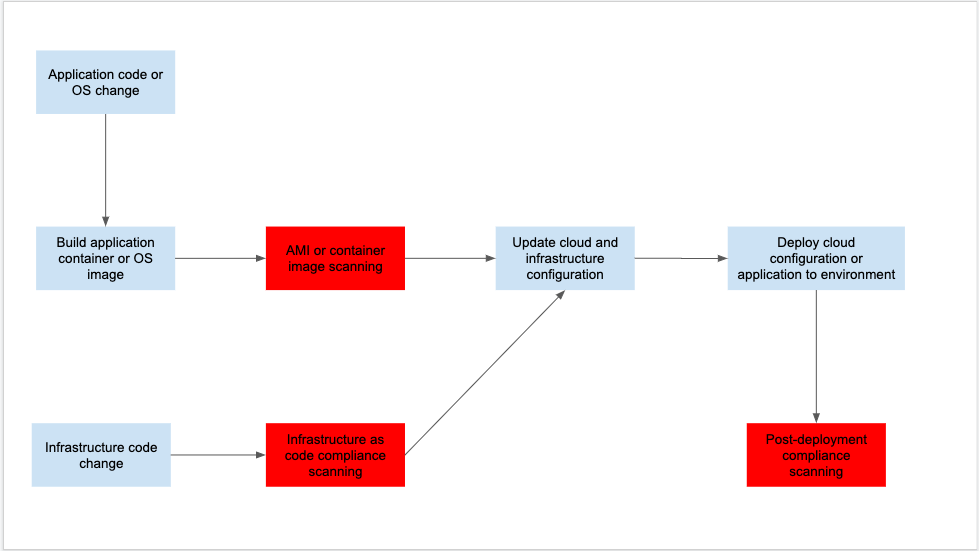 Application code or
OS change
Build application
container or OS
image
AMI or container
image scanning
Update cloud and
infrastructure
configuration
Deploy cloud
configuration or
application to environment
Infrastructure code
change
Infrastructure as
code compliance
scanning
Post-deployment
compliance
scanning